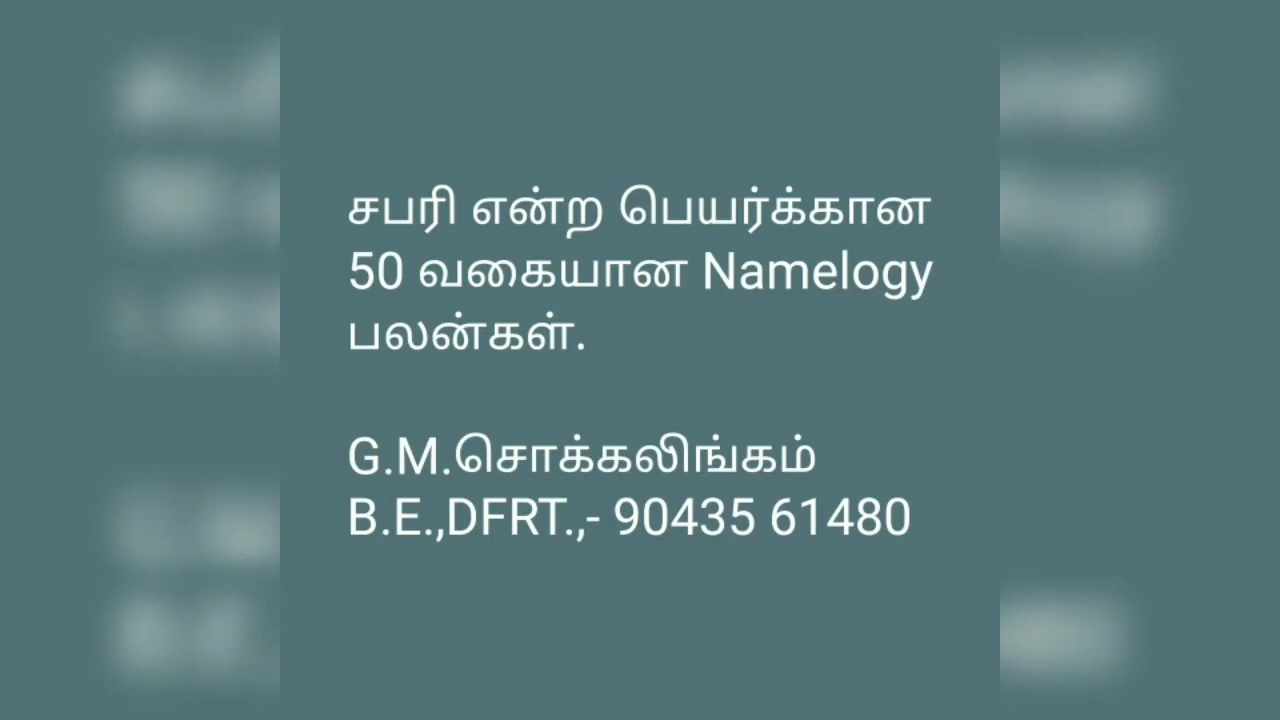 சபரி என்ற பெயர்க்கான
50 வகையான Namelogy
பலன்கள்.
G.M.சொக்கலிங்கம்
B.E.,DFRT.,- 90435 61480